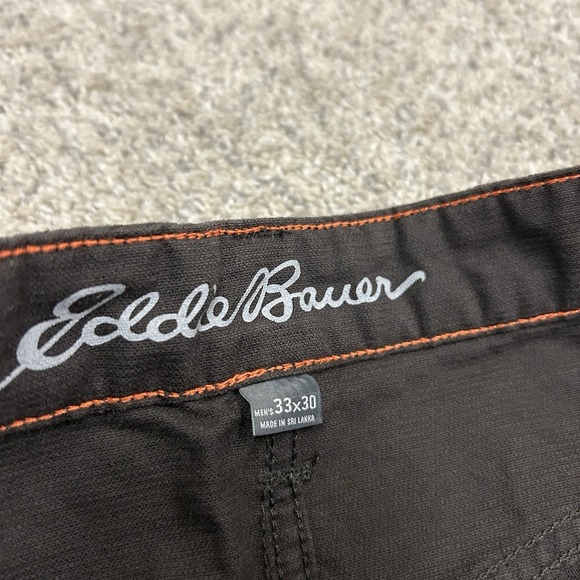 Eddie Bauer
MEN'S 33x30
MADE IN SRI LANKA